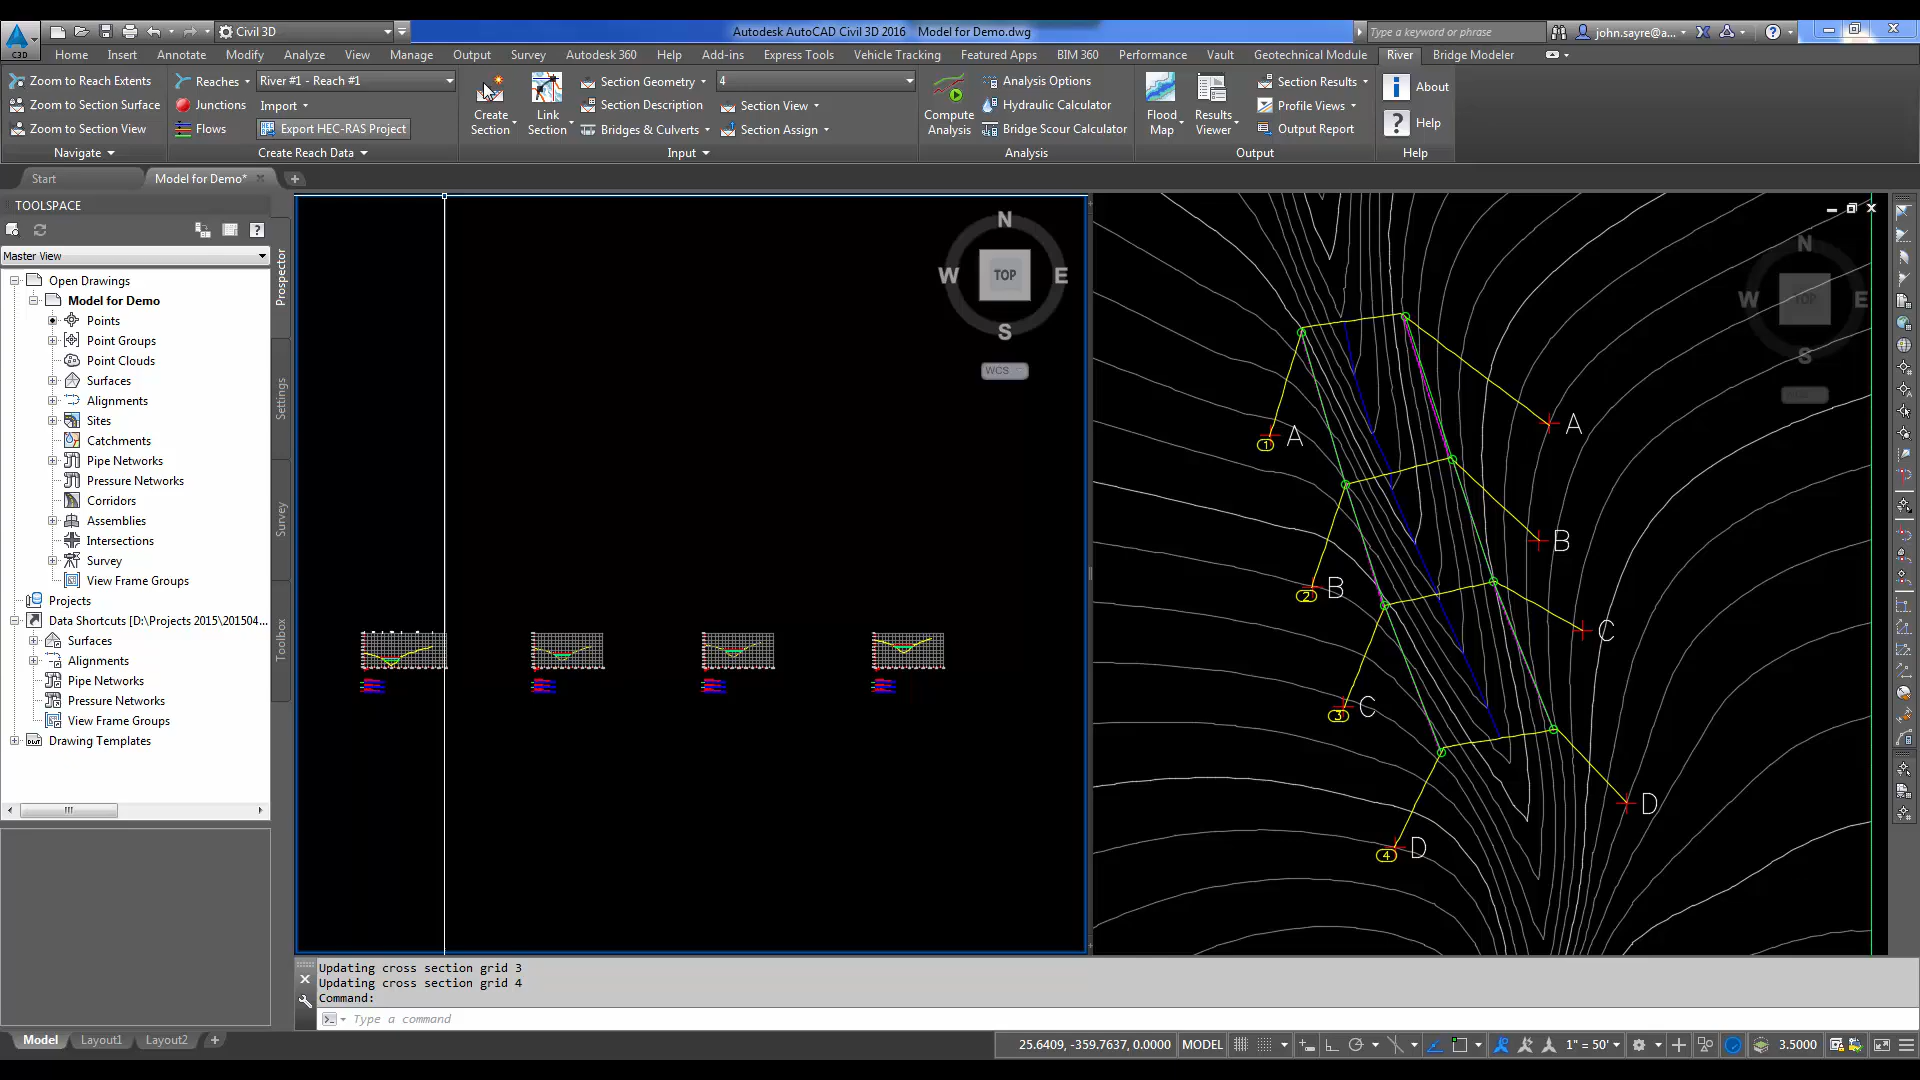 Civil 3D
Autodesk AutoCAD Civil 3D 2016 Model for Demo.dwg
Type a keyword or phrase
john.sayre@a...
C3D
Home Insert Annotate Modify Analyze View Manage Output Survey Autodesk 360 Help Add-ins Express Tools Vehicle Tracking Featured Apps BIM 360 Performance Vault Geotechnical Module River Bridge Modeler
Zoom to Reach Extents
Zoom to Section Surface
Zoom to Section View
Navigate
Reaches
River #1 - Reach #1
Junctions
Import
Flows
Export HEC-RAS Project
Create Reach Data
Create
Section
Link
Section
Section Geometry
4
Section Description
Section View
Bridges & Culverts
Section Assign
Input
Compute
Analysis
Analysis Options
Hydraulic Calculator
Bridge Scour Calculator
Analysis
Flood
Map
Results
Viewer
Section Results
Profile Views
Output Report
Output
About
Help
Help
Start
Model for Demo*
TOOLSPACE
Master View
Open Drawings
Model for Demo
Points
Point Groups
Point Clouds
Surfaces
Alignments
Sites
Catchments
Pipe Networks
Pressure Networks
Corridors
Assemblies
Intersections
Survey
View Frame Groups
Projects
Data Shortcuts [D:\Projects 2015\201504...
Surfaces
Alignments
Pipe Networks
Pressure Networks
View Frame Groups
Drawing Templates
Prospector
Settings
Survey
Toolbox
N
W
TOP
E
S
WCS
N
W
TOP
E
S
1
A
A
2
B
B
3
C
C
4
D
D
Updating cross section grid 3
Updating cross section grid 4
Command:
Type a command
Model
Layout1
Layout2
25.6409, -359.7637, 0.0000
MODEL
1" = 50'
3.5000